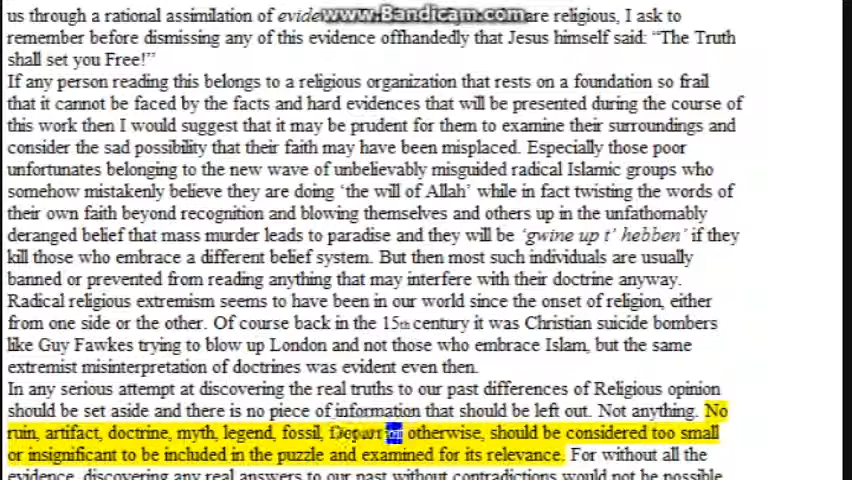 us through a rational assimilation of evide www.Bandicam.com are religious, I ask to
remember before dismissing any of this evidence offhandedly that Jesus himself said: “The Truth
shall set you Free!”
If any person reading this belongs to a religious organization that rests on a foundation so frail
that it cannot be faced by the facts and hard evidences that will be presented during the course of
this work then I would suggest that it may be prudent for them to examine their surroundings and
consider the sad possibility that their faith may have been misplaced. Especially those poor
unfortunates belonging to the new wave of unbelievably misguided radical Islamic groups who
somehow mistakenly believe they are doing ‘the will of Allah’ while in fact twisting the words of
their own faith beyond recognition and blowing themselves and others up in the unfathomably
deranged belief that mass murder leads to paradise and they will be ‘gwine up t’ hebben’ if they
kill those who embrace a different belief system. But then most such individuals are usually
banned or prevented from reading anything that may interfere with their doctrine anyway.
Radical religious extremism seems to have been in our world since the onset of religion, either
from one side or the other. Of course back in the 15th century it was Christian suicide bombers
like Guy Fawkes trying to blow up London and not those who embrace Islam, but the same
extremist misinterpretation of doctrines was evident even then.
In any serious attempt at discovering the real truths to our past differences of Religious opinion
should be set aside and there is no piece of information that should be left out. Not anything. No
ruin, artifact, doctrine, myth, legend, fossil, Oopart or otherwise, should be considered too small
or insignificant to be included in the puzzle and examined for its relevance. For without all the
evidence, discovering any real answers to our past without contradictions would not be possible